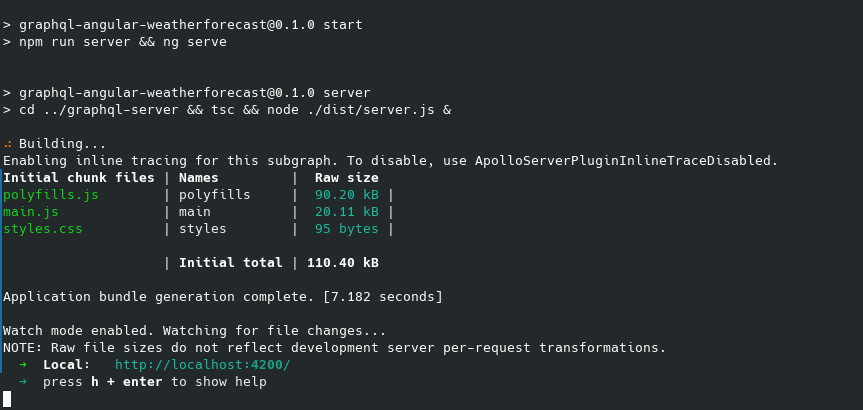 > graphql-angular-weatherforecast@0.1.0 start
> npm run server && ng serve
> graphql-angular-weatherforecast@0.1.0 server
> cd ../graphql-server && tsc && node ./dist/server.js &
⠴ Building...
Enabling inline tracing for this subgraph. To disable, use ApolloServerPluginInlineTraceDisabled.
Initial chunk files | Names         |  Raw size
polyfills.js        | polyfills     |  90.20 kB |
main.js             | main          |  20.11 kB |
styles.css          | styles        |  95 bytes |
                    | Initial total | 110.40 kB
Application bundle generation complete. [7.182 seconds]
Watch mode enabled. Watching for file changes...
NOTE: Raw file sizes do not reflect development server per-request transformations.
  ➜  Local:   http://localhost:4200/
  ➜  press h + enter to show help